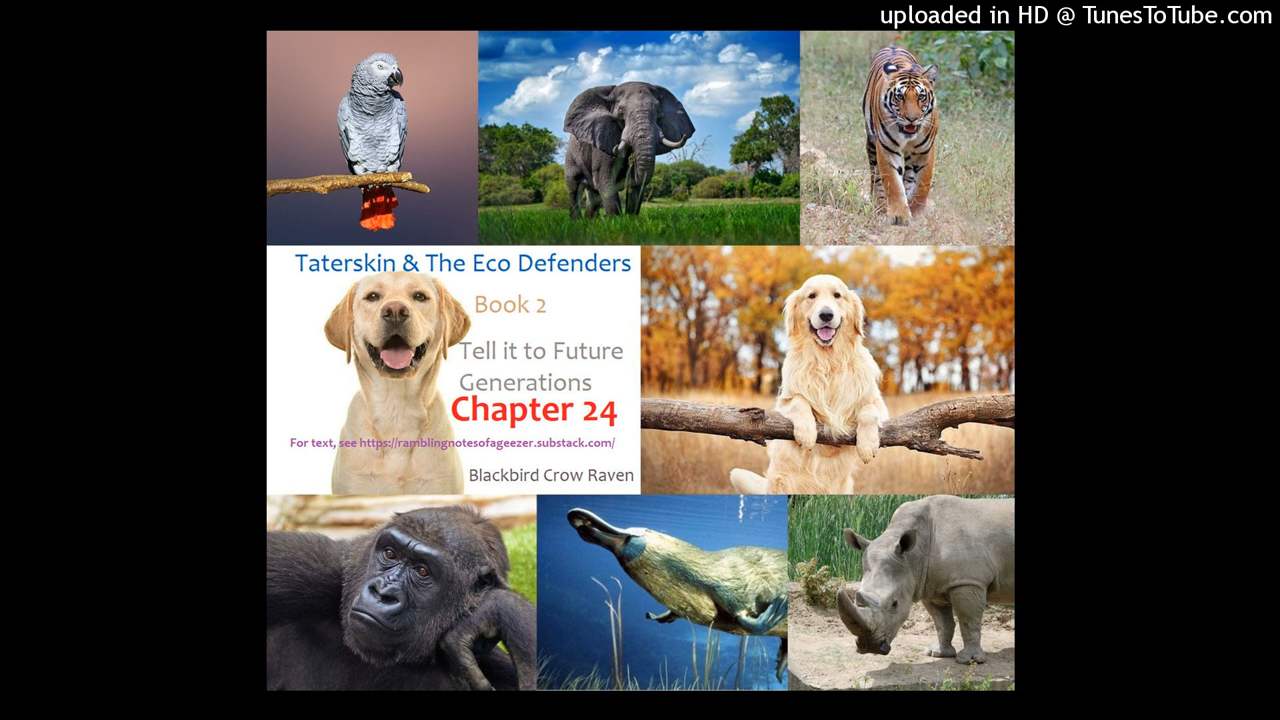 uploaded in HD @ TunesToTube.com
Taterskin & The Eco Defenders
Book 2
Tell it to Future
Generations
Chapter 24
For text, see https://ramblingnotesofageezer.substack.com/
Blackbird Crow Raven